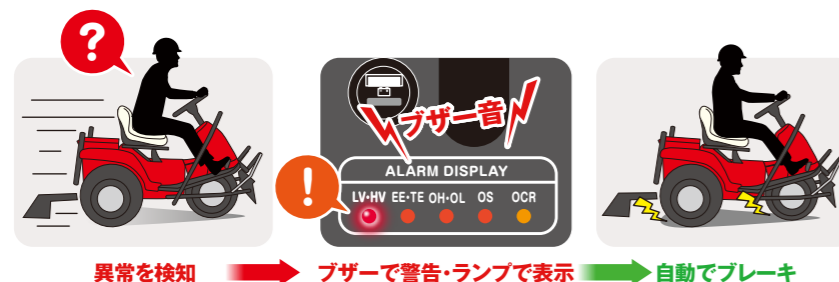 ?
ブザー音
!
ALARM DISPLAY
LV・HV EE・TE OH・OL OS OCR
異常を検知
ブザーで警告・ランプで表示
自動でブレーキ